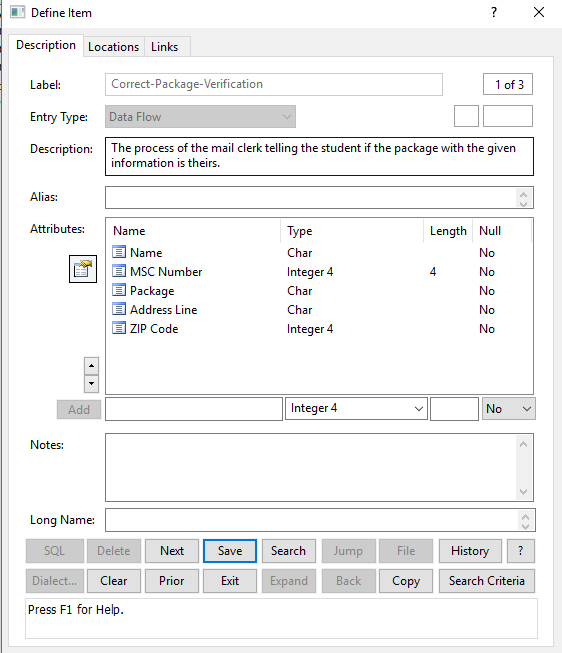 Define Item
?
Description Locations Links
Label: Correct-Package-Verification 1 of 3
Entry Type: Data Flow
Description: The process of the mail clerk telling the student if the package with the given
information is theirs.
Alias:
Attributes: Name Type Length Null
Name Char No
MSC Number Integer 4 4 No
Package Char No
Address Line Char No
ZIP Code Integer 4 No
Add Integer 4 No
Notes:
Long Name:
SQL Delete Next Save Search Jump File History ?
Dialect... Clear Prior Exit Expand Back Copy Search Criteria
Press F1 for Help.